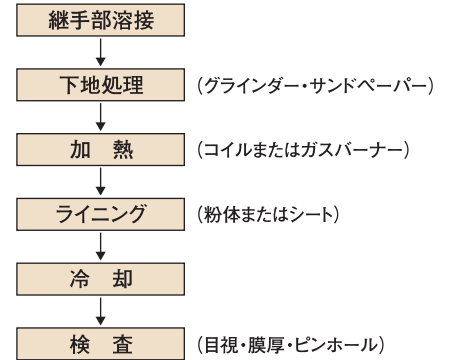 継手部溶接
下地処理 (グラインダー・サンドペーパー)
加 熱 (コイルまたはガスバーナー)
ライニング (粉体またはシート)
冷 却
検 査 (目視・膜厚・ピンホール)